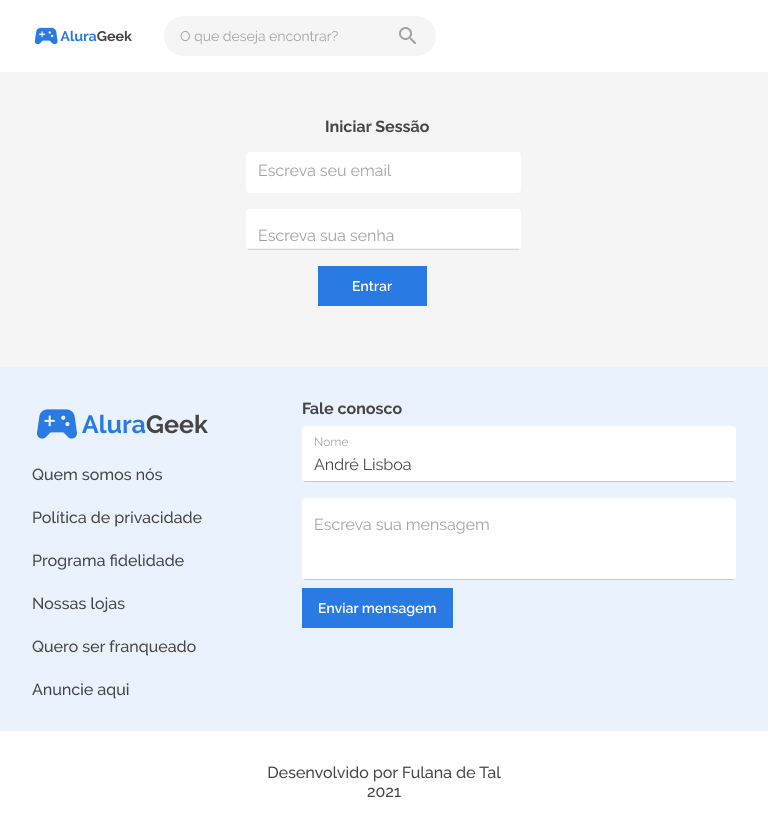 AluraGeek
O que deseja encontrar?
Iniciar Sessão
Escreva seu email
Escreva sua senha
Entrar
AluraGeek
Quem somos nós
Política de privacidade
Programa fidelidade
Nossas lojas
Quero ser franqueado
Anuncie aqui
Fale conosco
Nome
André Lisboa
Escreva sua mensagem
Enviar mensagem
Desenvolvido por Fulana de Tal
2021